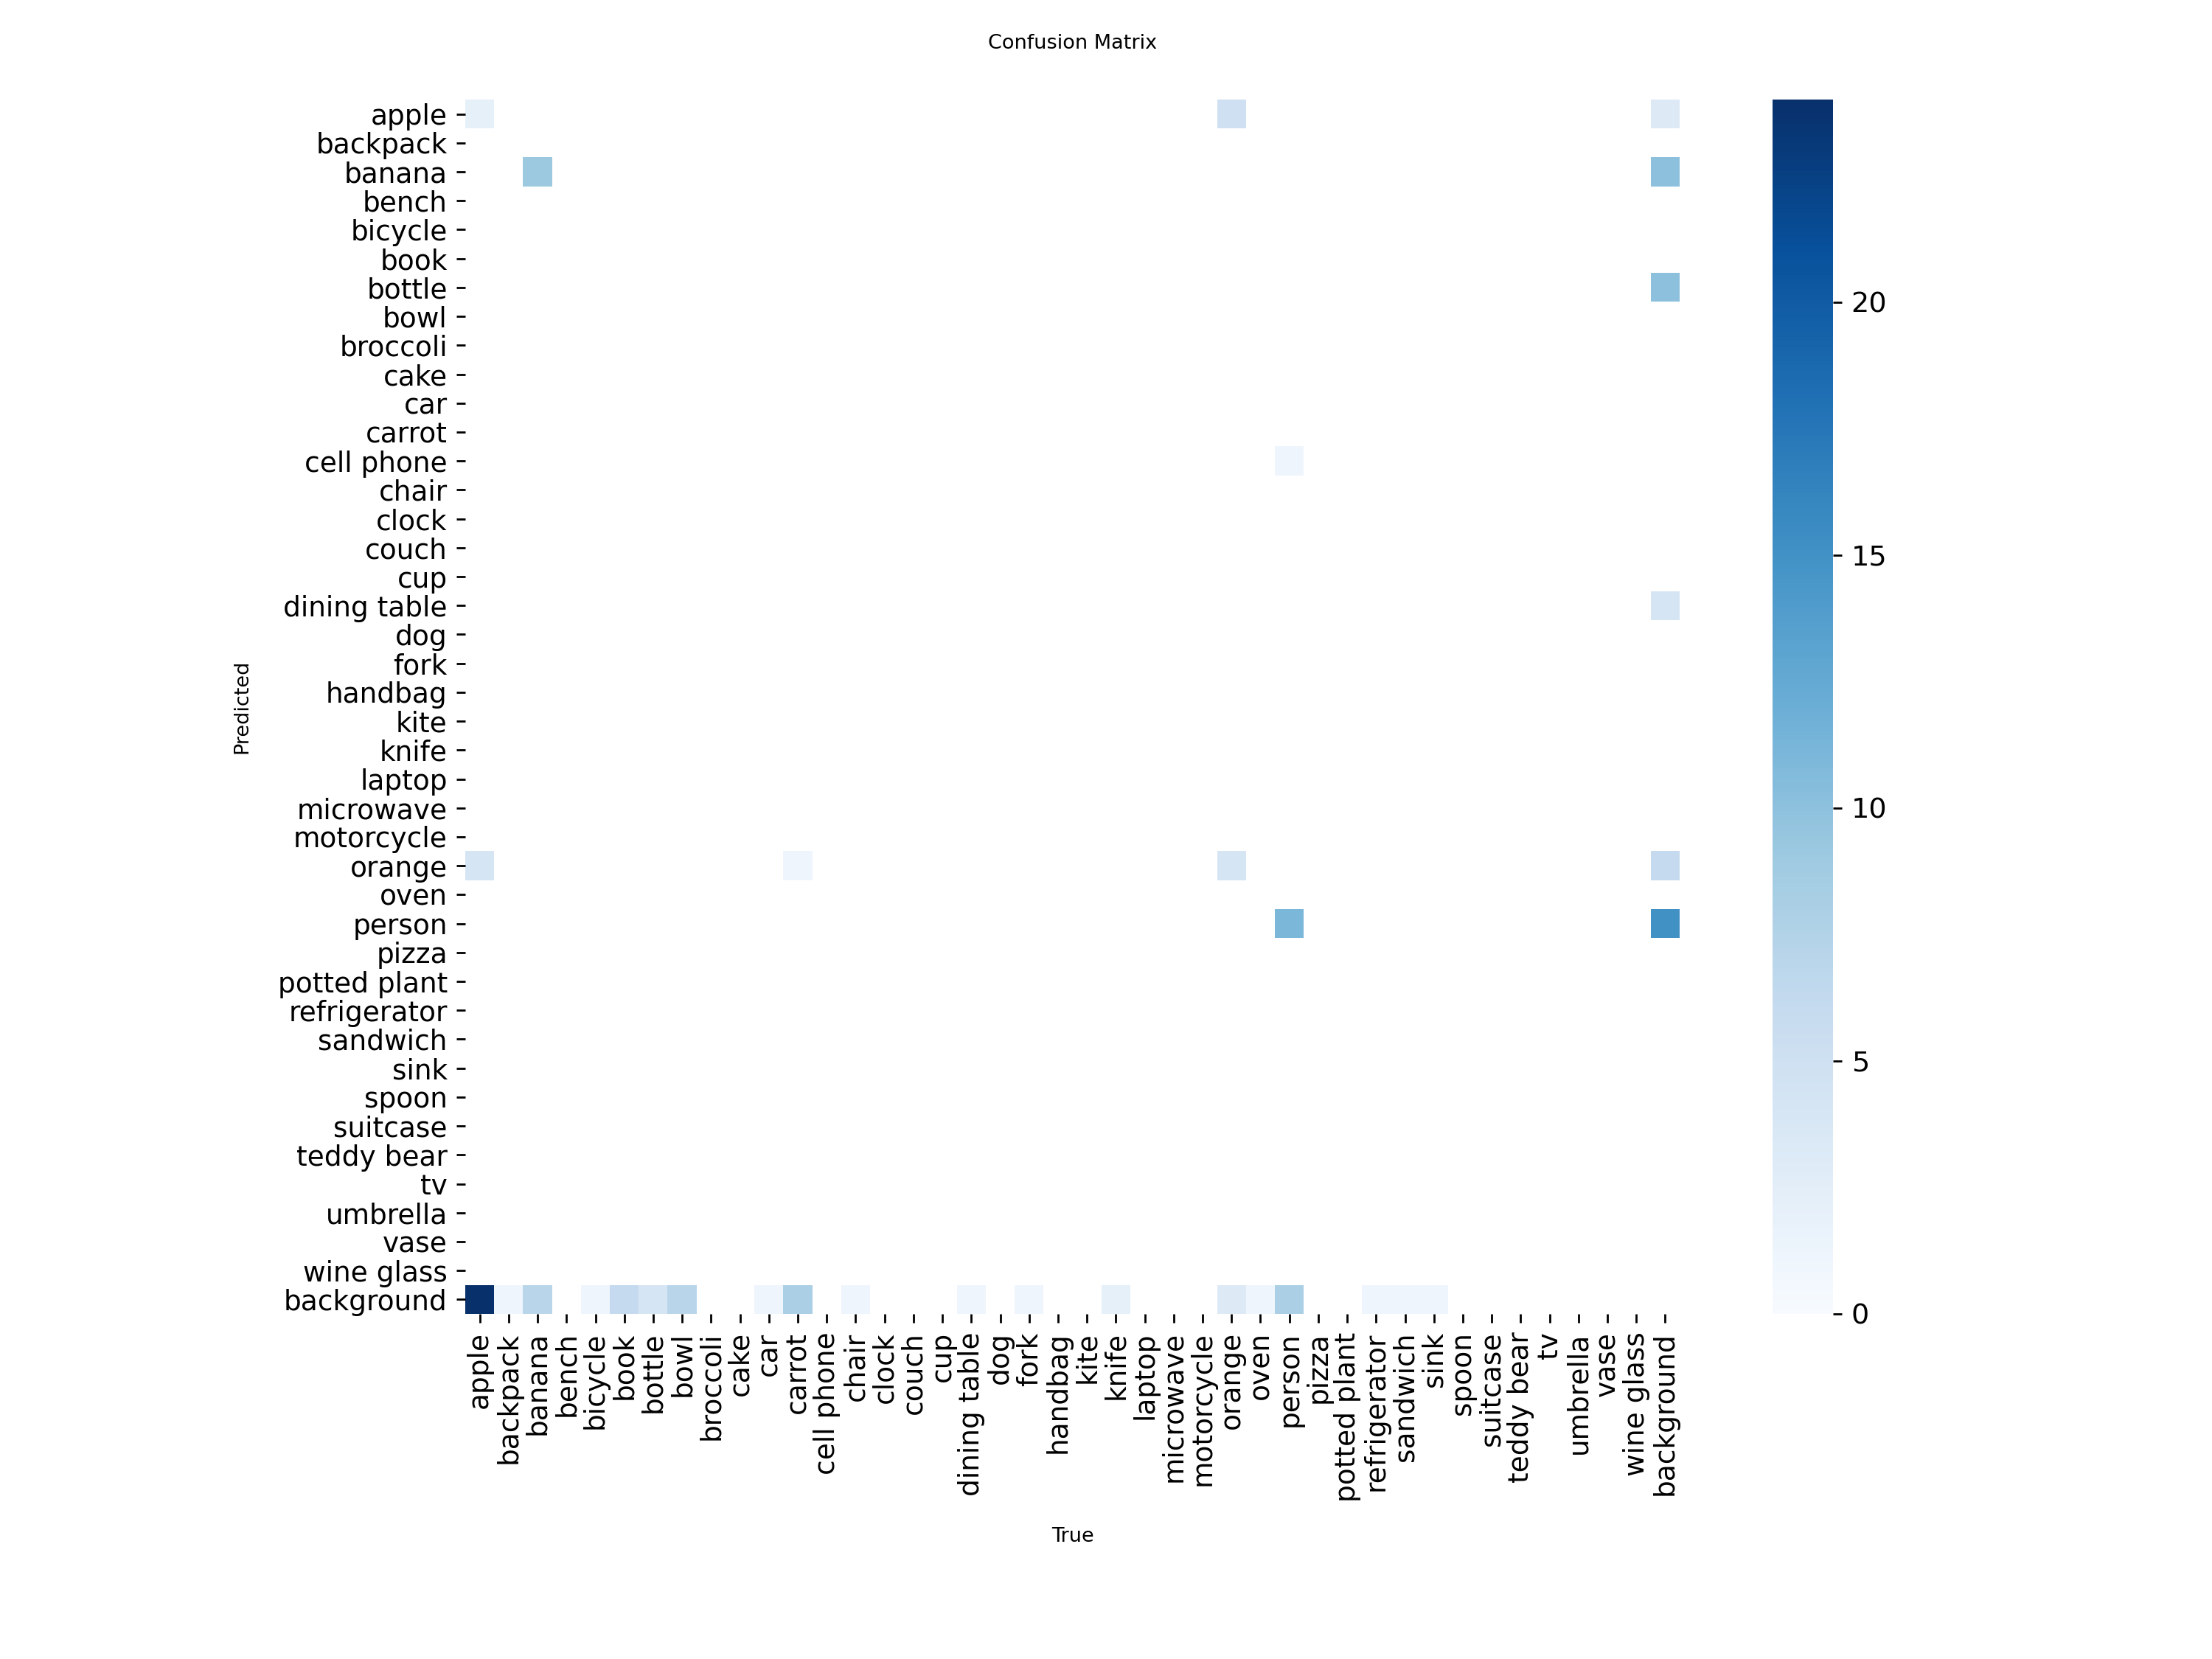 Confusion Matrix
apple
backpack
banana
bench
bicycle
book
bottle
bowl
broccoli
cake
car
carrot
cell phone
chair
clock
couch
cup
dining table
dog
fork
handbag
kite
knife
laptop
microwave
motorcycle
orange
oven
person
pizza
potted plant
refrigerator
sandwich
sink
spoon
suitcase
teddy bear
tv
umbrella
vase
wine glass
background
Predicted
apple
backpack
banana
bench
bicycle
book
bottle
bowl
broccoli
cake
car
carrot
cell phone
chair
clock
couch
cup
dining table
dog
fork
handbag
kite
knife
laptop
microwave
motorcycle
orange
oven
person
pizza
potted plant
refrigerator
sandwich
sink
spoon
suitcase
teddy bear
tv
umbrella
vase
wine glass
background
True
20
15
10
5
0